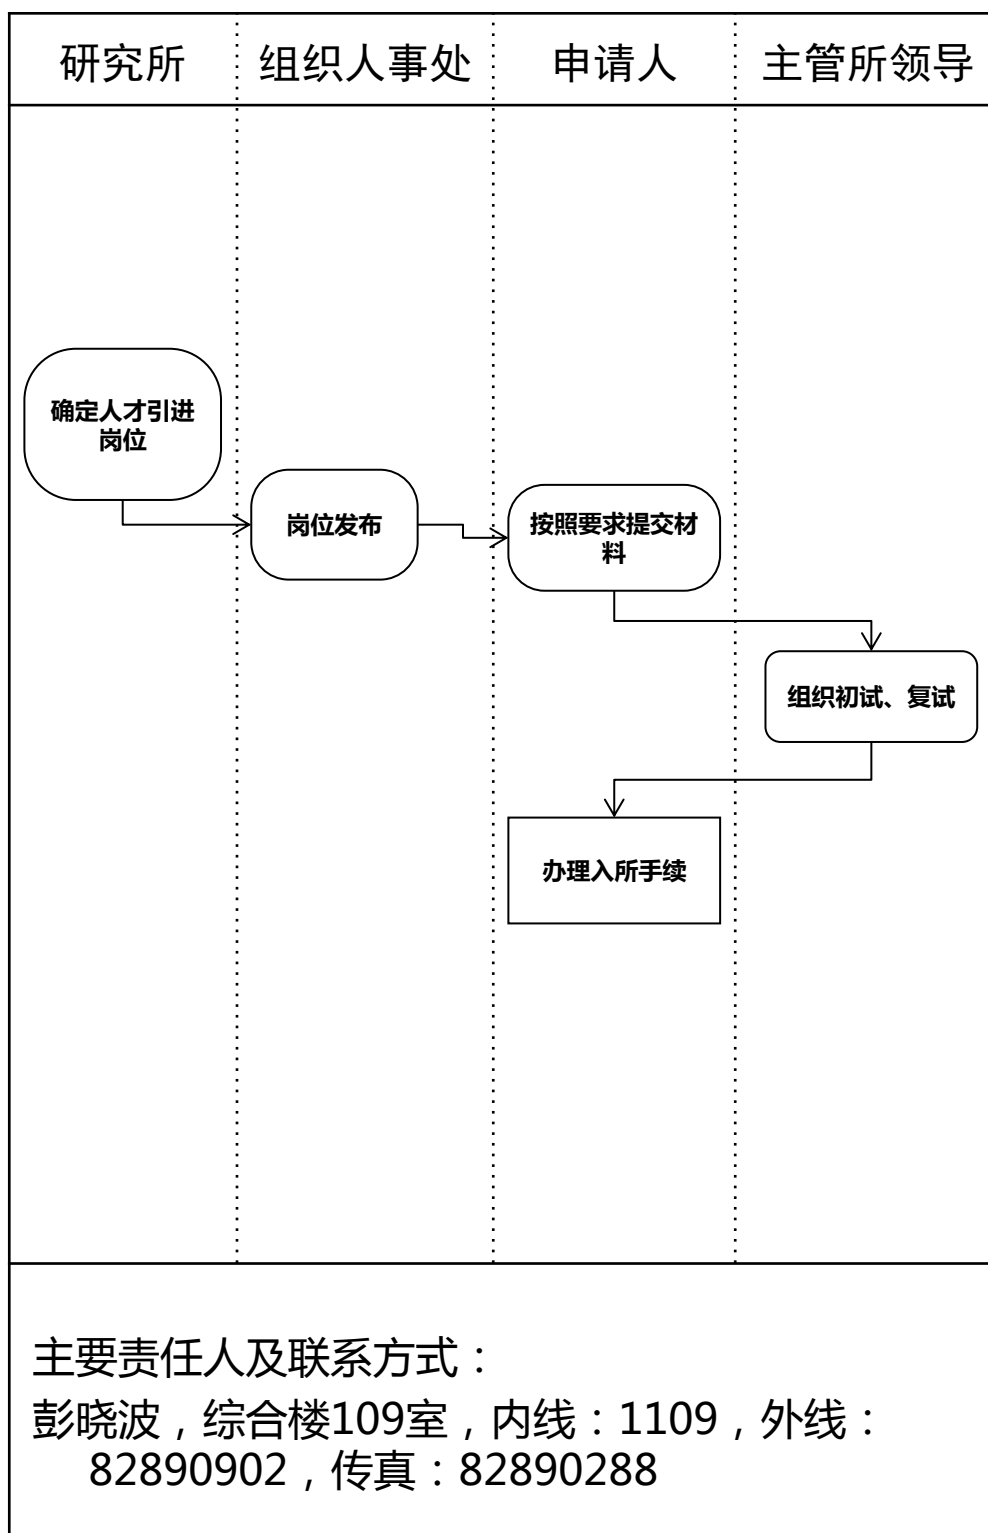 研究所
组织人事处
申请人
主管所领导
确定人才引进
岗位
岗位发布
按照要求提交材
料
组织初试、复试
办理入所手续
主要责任人及联系方式：
彭晓波，综合楼109室，内线：1109，外线：
82890902，传真：82890288